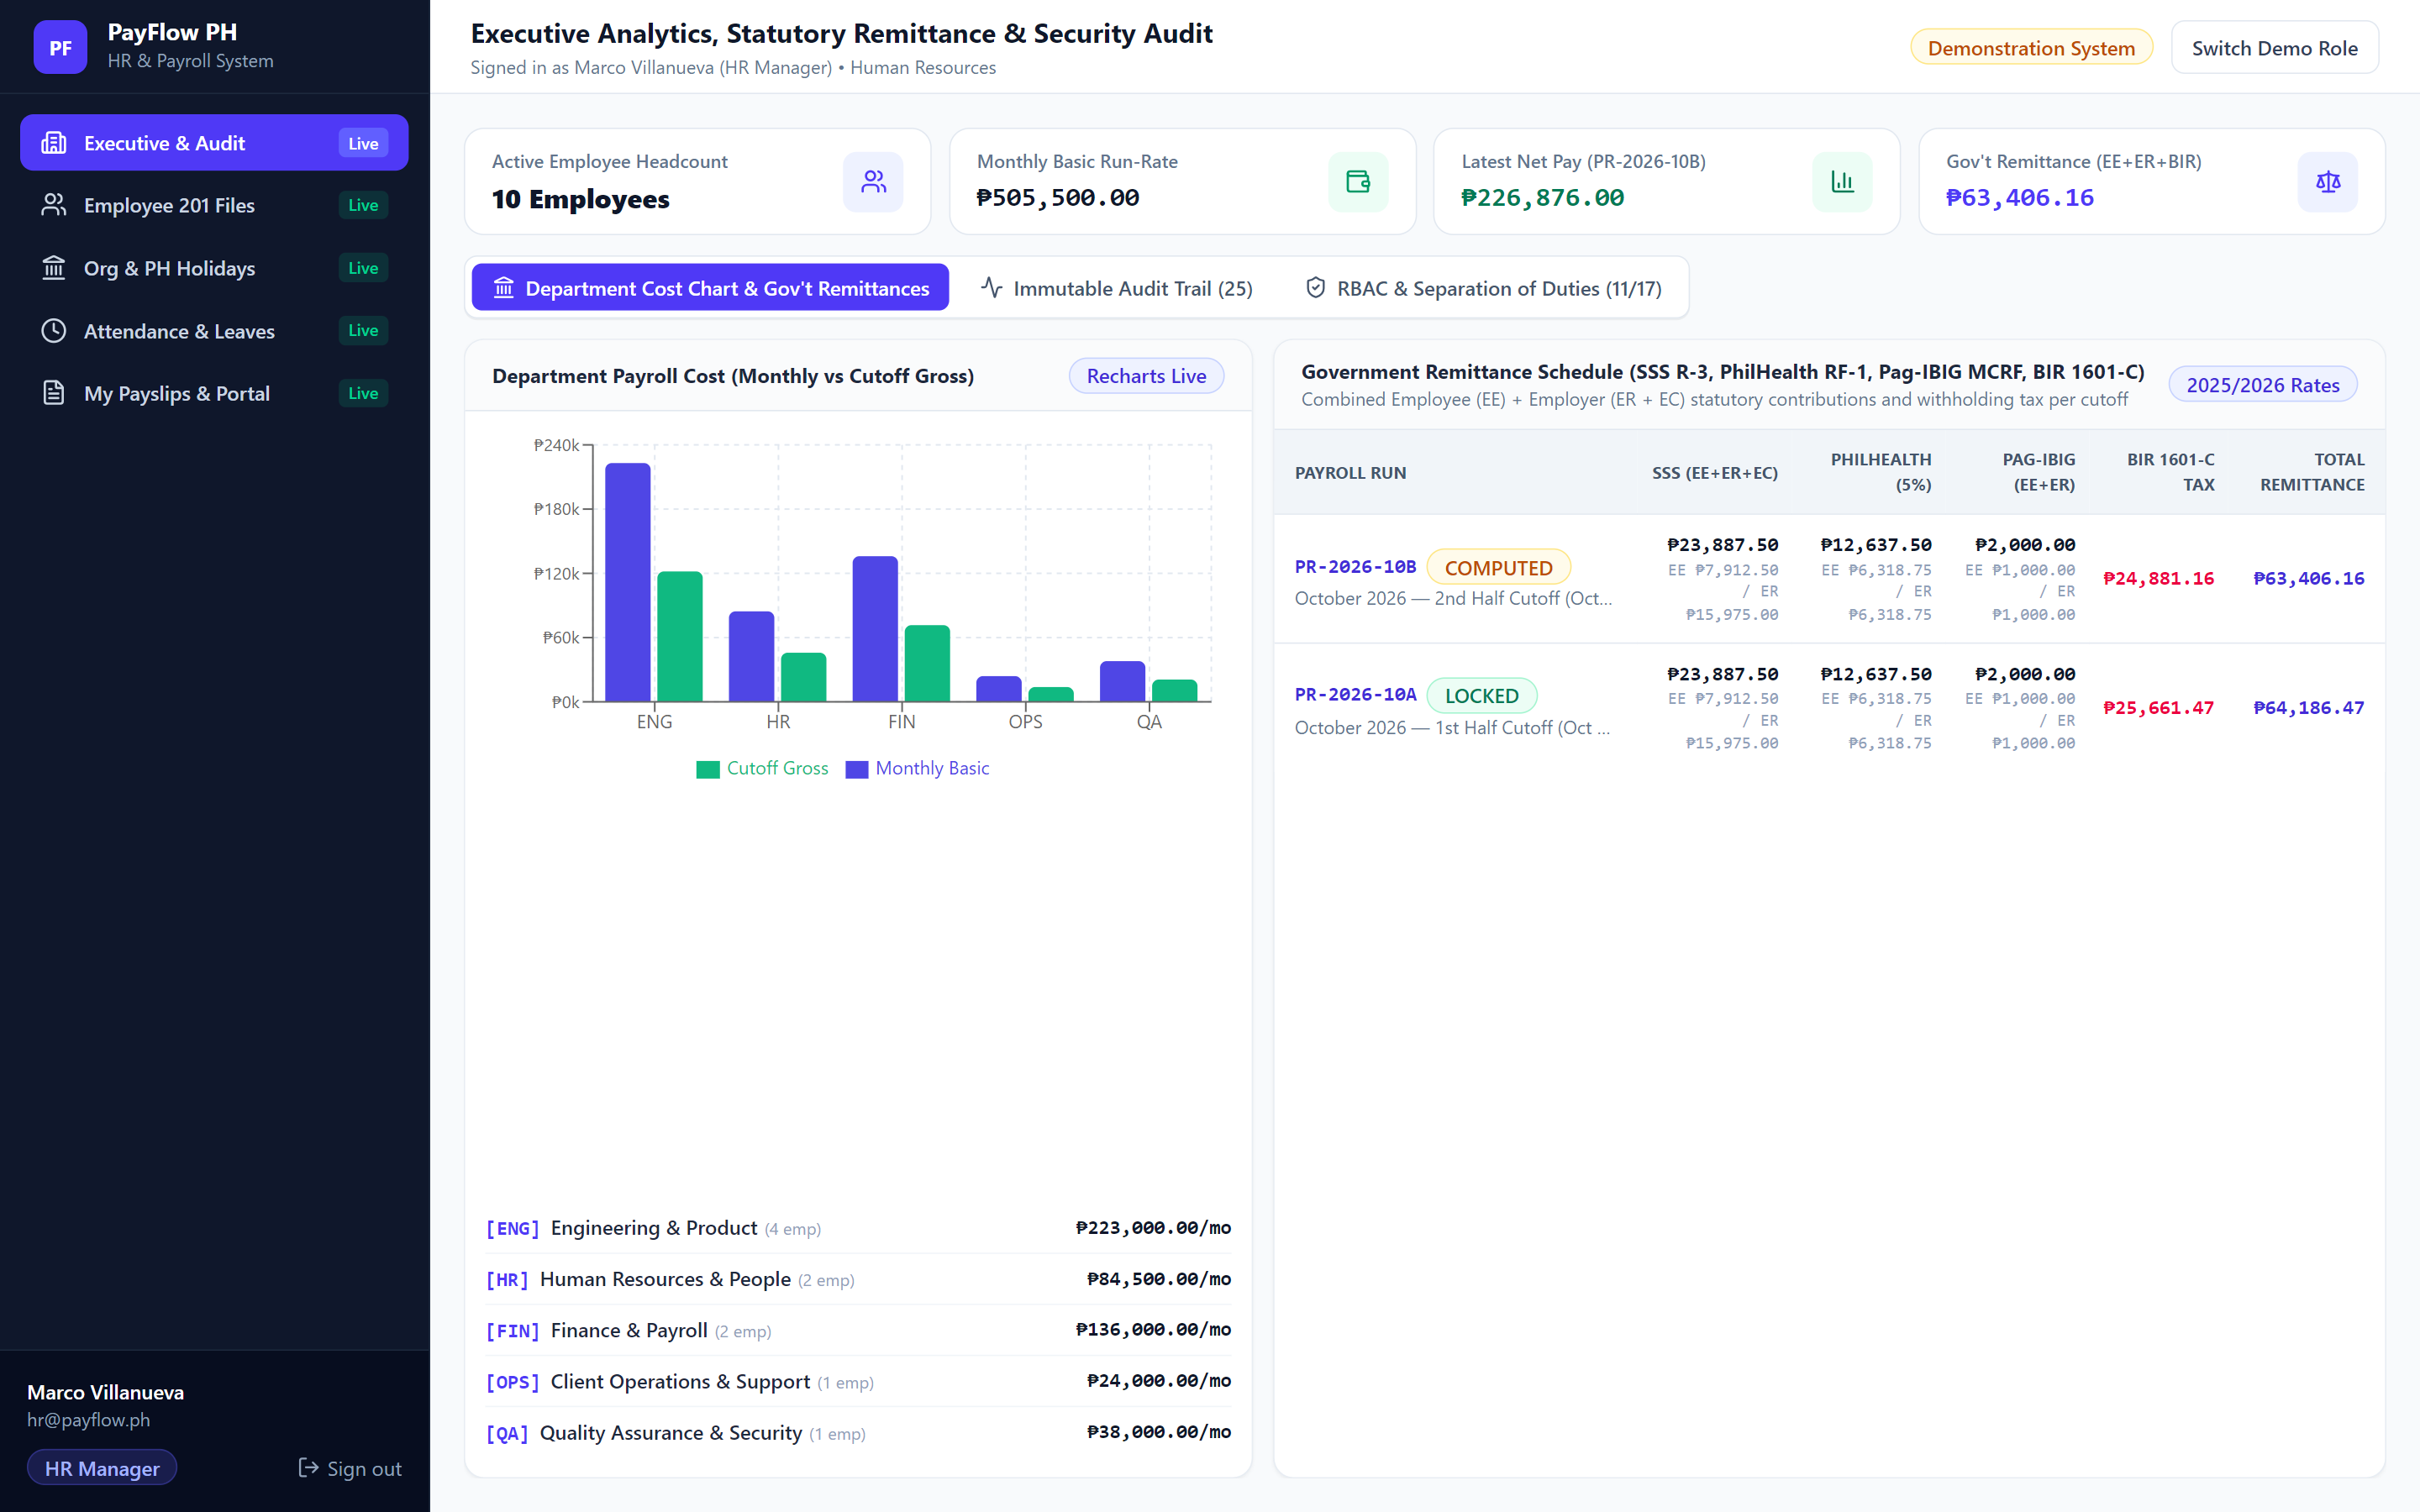 PF
PayFlow PH
HR & Payroll System
Executive & Audit Live
Employee 201 Files Live
Org & PH Holidays Live
Attendance & Leaves Live
My Payslips & Portal Live
Marco Villanueva
hr@payflow.ph
HR Manager
Sign out
Executive Analytics, Statutory Remittance & Security Audit
Signed in as Marco Villanueva (HR Manager) • Human Resources
Demonstration System
Switch Demo Role
Active Employee Headcount
10 Employees
Monthly Basic Run-Rate
₱505,500.00
Latest Net Pay (PR-2026-10B)
₱226,876.00
Gov't Remittance (EE+ER+BIR)
₱63,406.16
Department Cost Chart & Gov't Remittances
Immutable Audit Trail (25)
RBAC & Separation of Duties (11/17)
Department Payroll Cost (Monthly vs Cutoff Gross)
Recharts Live
₱240k
₱180k
₱120k
₱60k
₱0k
ENG HR FIN OPS QA
Cutoff Gross Monthly Basic
[ENG] Engineering & Product (4 emp) ₱223,000.00/mo
[HR] Human Resources & People (2 emp) ₱84,500.00/mo
[FIN] Finance & Payroll (2 emp) ₱136,000.00/mo
[OPS] Client Operations & Support (1 emp) ₱24,000.00/mo
[QA] Quality Assurance & Security (1 emp) ₱38,000.00/mo
Government Remittance Schedule (SSS R-3, PhilHealth RF-1, Pag-IBIG MCRF, BIR 1601-C)
Combined Employee (EE) + Employer (ER + EC) statutory contributions and withholding tax per cutoff
2025/2026 Rates
PAYROLL RUN
SSS (EE+ER+EC)
PHILHEALTH
(5%)
PAG-IBIG
(EE+ER)
BIR 1601-C
TAX
TOTAL
REMITTANCE
PR-2026-10B COMPUTED
October 2026 — 2nd Half Cutoff (Oct...
₱23,887.50
EE ₱7,912.50
/ ER
₱15,975.00
₱12,637.50
EE ₱6,318.75
/ ER
₱6,318.75
₱2,000.00
EE ₱1,000.00
/ ER
₱1,000.00
₱24,881.16
₱63,406.16
PR-2026-10A LOCKED
October 2026 — 1st Half Cutoff (Oct ...
₱23,887.50
EE ₱7,912.50
/ ER
₱15,975.00
₱12,637.50
EE ₱6,318.75
/ ER
₱6,318.75
₱2,000.00
EE ₱1,000.00
/ ER
₱1,000.00
₱25,661.47
₱64,186.47